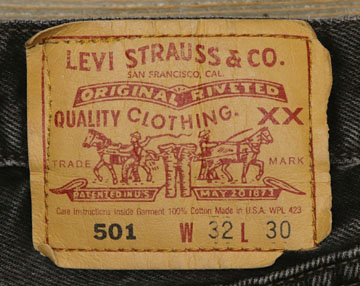 LEVI STRAUSS & CO.
SAN FRANCISCO, CAL.
ORIGINAL RIVETED
QUALITY CLOTHING. XX
TRADE MARK
PATENTED IN U.S. MAY 20 1873
Care Instructions Inside Garment 100% Cotton Made in U.S.A. WPL 423
501 W 32 L 30